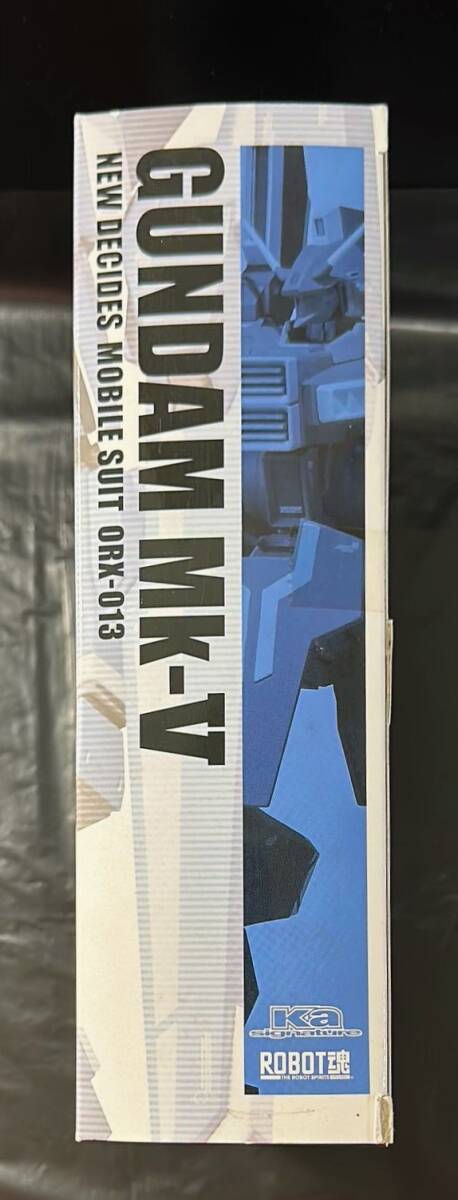 GUNDAM Mk-V
NEW DECIDES MOBILE SUIT ORX-013
Ka
signature
ROBOT魂
THE ROBOT SPIRITS